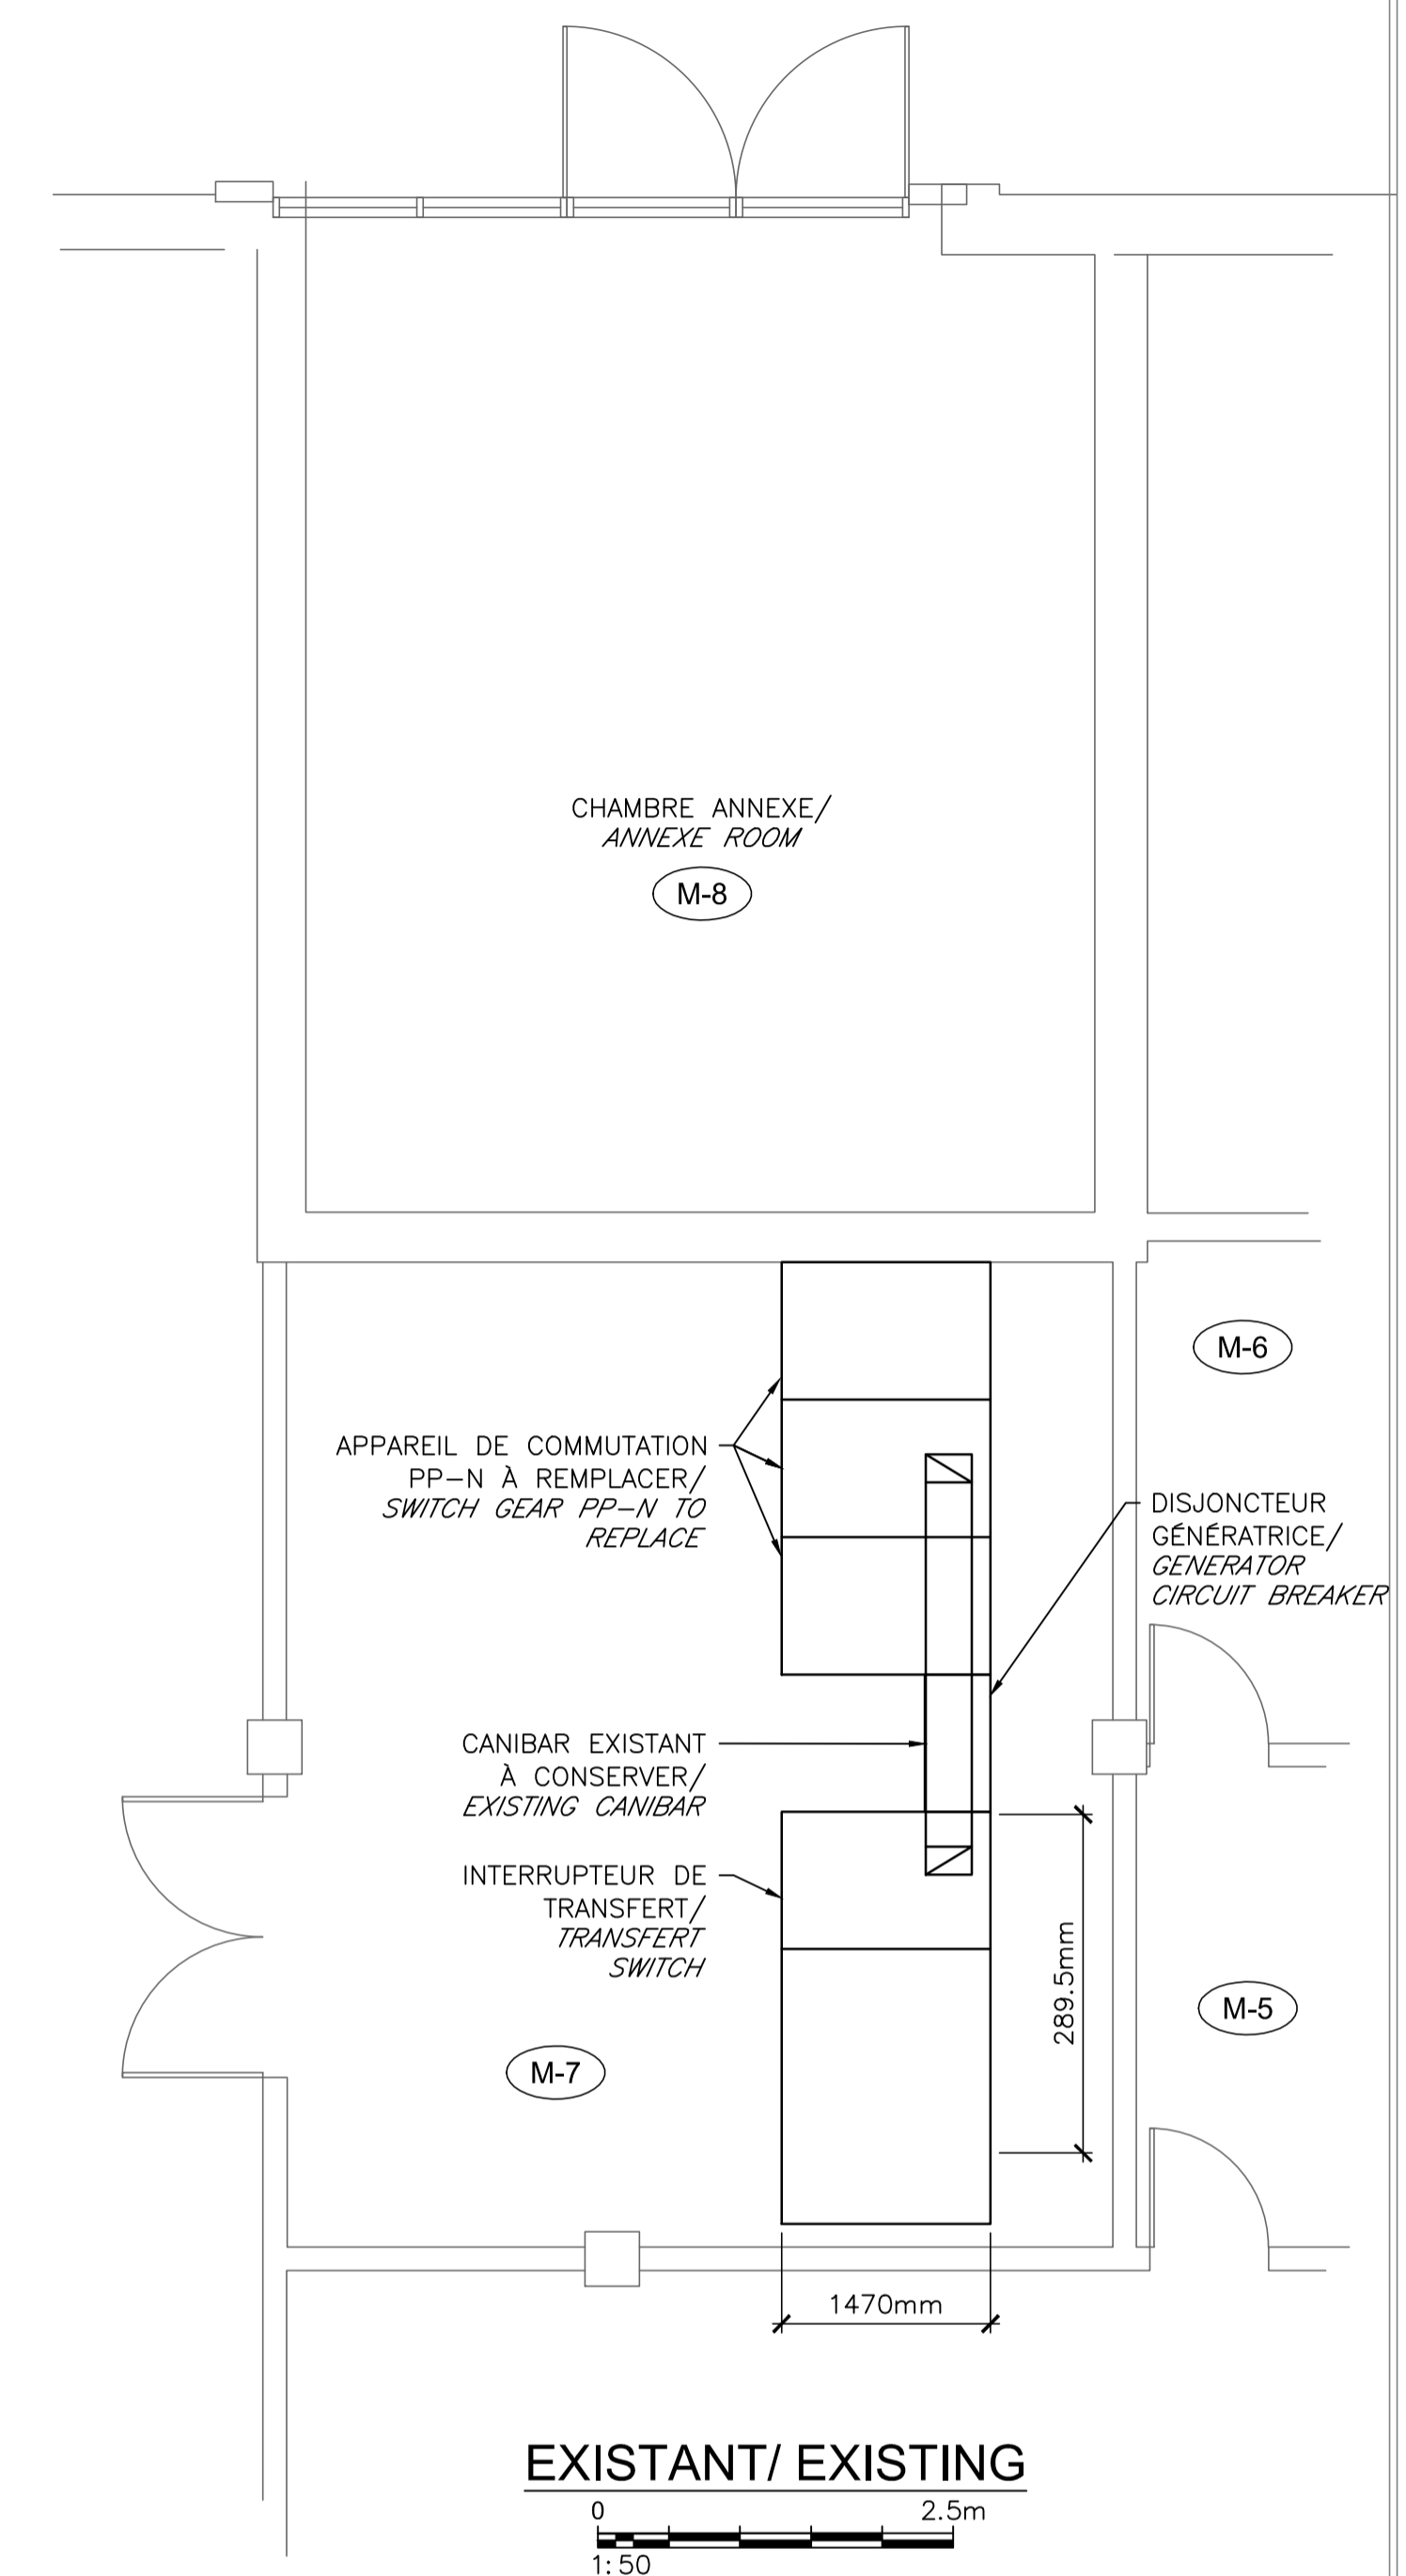 CHAMBRE ANNEXE/
ANNEXE ROOM
M-8
M-6
APPAREIL DE COMMUTATION
PP-N À REMPLACER/
SWITCH GEAR PP-N TO
REPLACE
DISJONCTEUR
GÉNÉRATRICE/
GENERATOR
CIRCUIT BREAKER
CANIBAR EXISTANT
À CONSERVER/
EXISTING CANIBAR
INTERRUPTEUR DE
TRANSFERT/
TRANSFERT
SWITCH
289.5mm
M-5
M-7
1470mm
EXISTANT/ EXISTING
0 2.5m
1:50